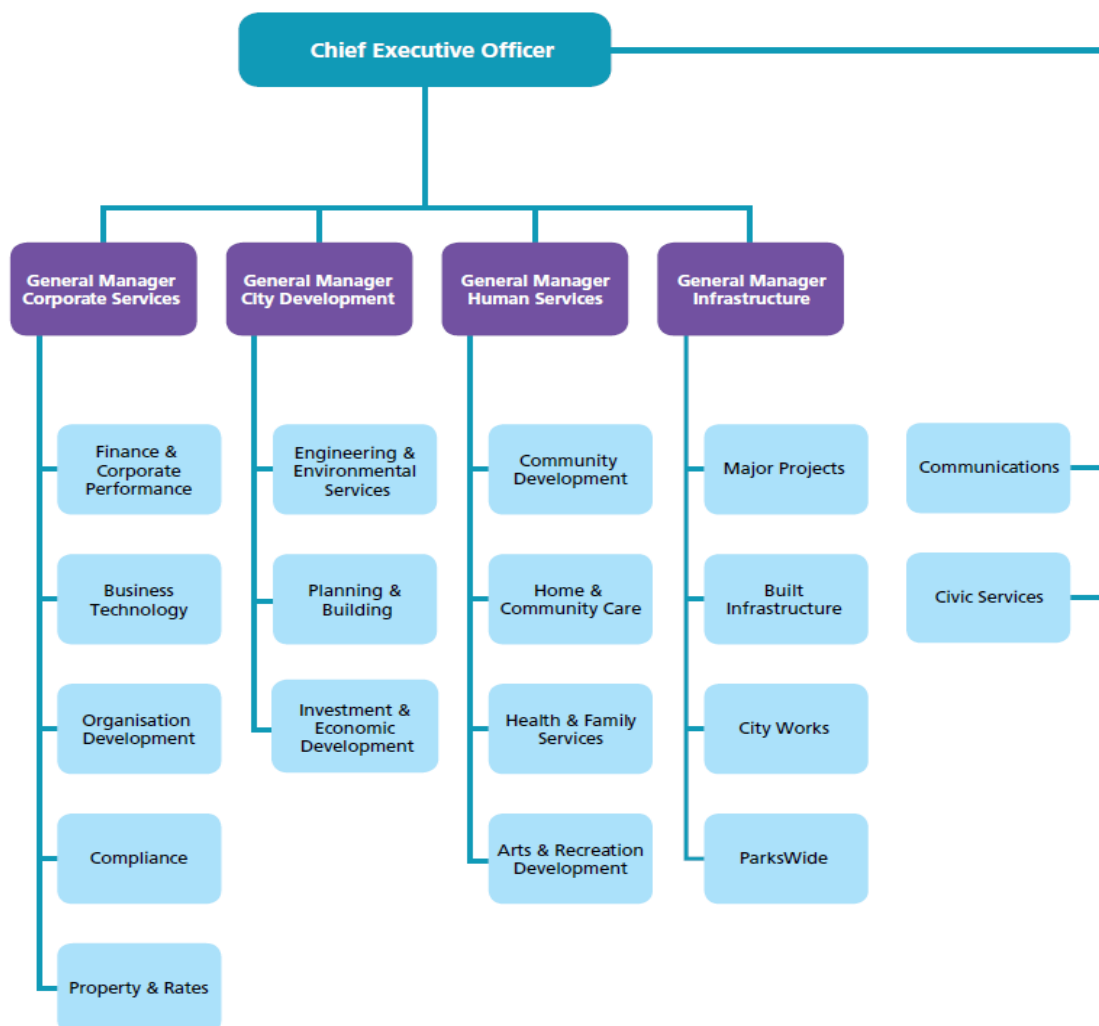 Chief Executive Officer
General Manager
Corporate Services
General Manager
City Development
General Manager
Human Services
General Manager
Infrastructure
Finance &
Corporate
Performance
Business
Technology
Organisation
Development
Compliance
Property & Rates
Engineering &
Environmental
Services
Planning &
Building
Investment &
Economic
Development
Community
Development
Home &
Community Care
Health & Family
Services
Arts & Recreation
Development
Major Projects
Built
Infrastructure
City Works
ParksWide
Communications
Civic Services